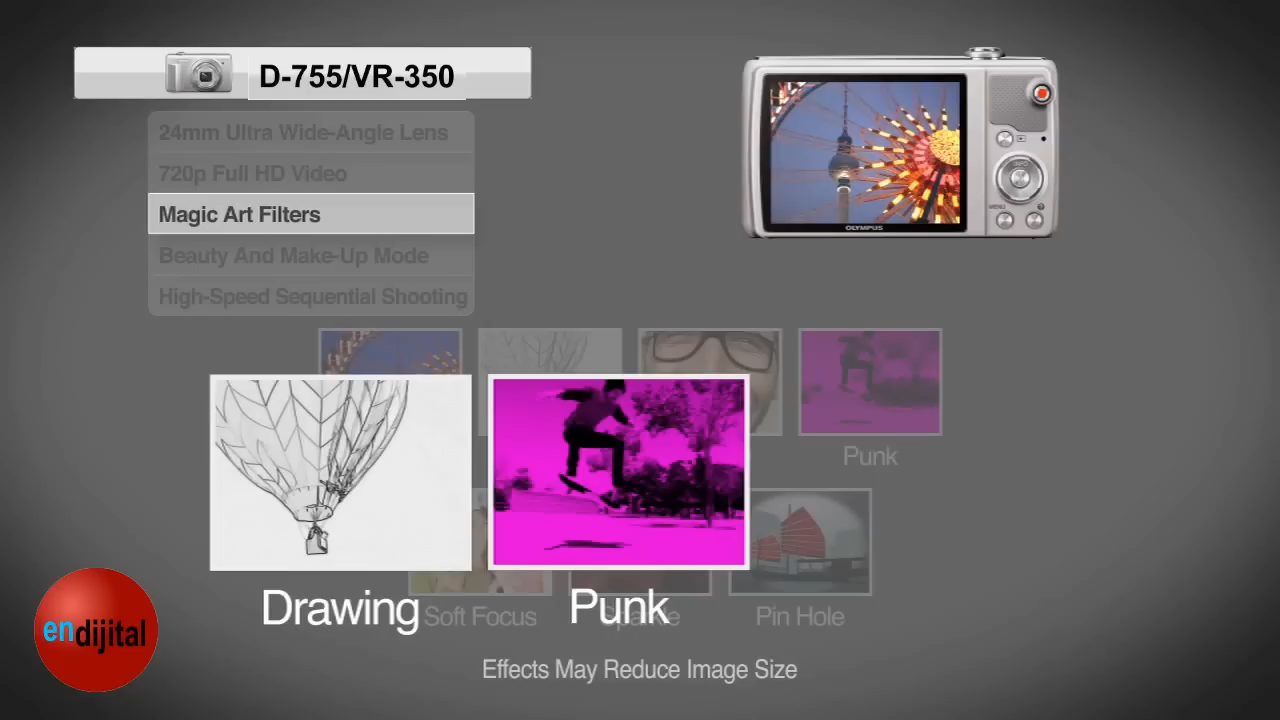 D-755/VR-350
24mm Ultra Wide-Angle Lens
720p Full HD Video
Magic Art Filters
Beauty And Make-Up Mode
High-Speed Sequential Shooting
OLYMPUS
MENU
Punk
Drawing
Punk
Soft Focus
Sparkle
Pin Hole
endijital
Effects May Reduce Image Size